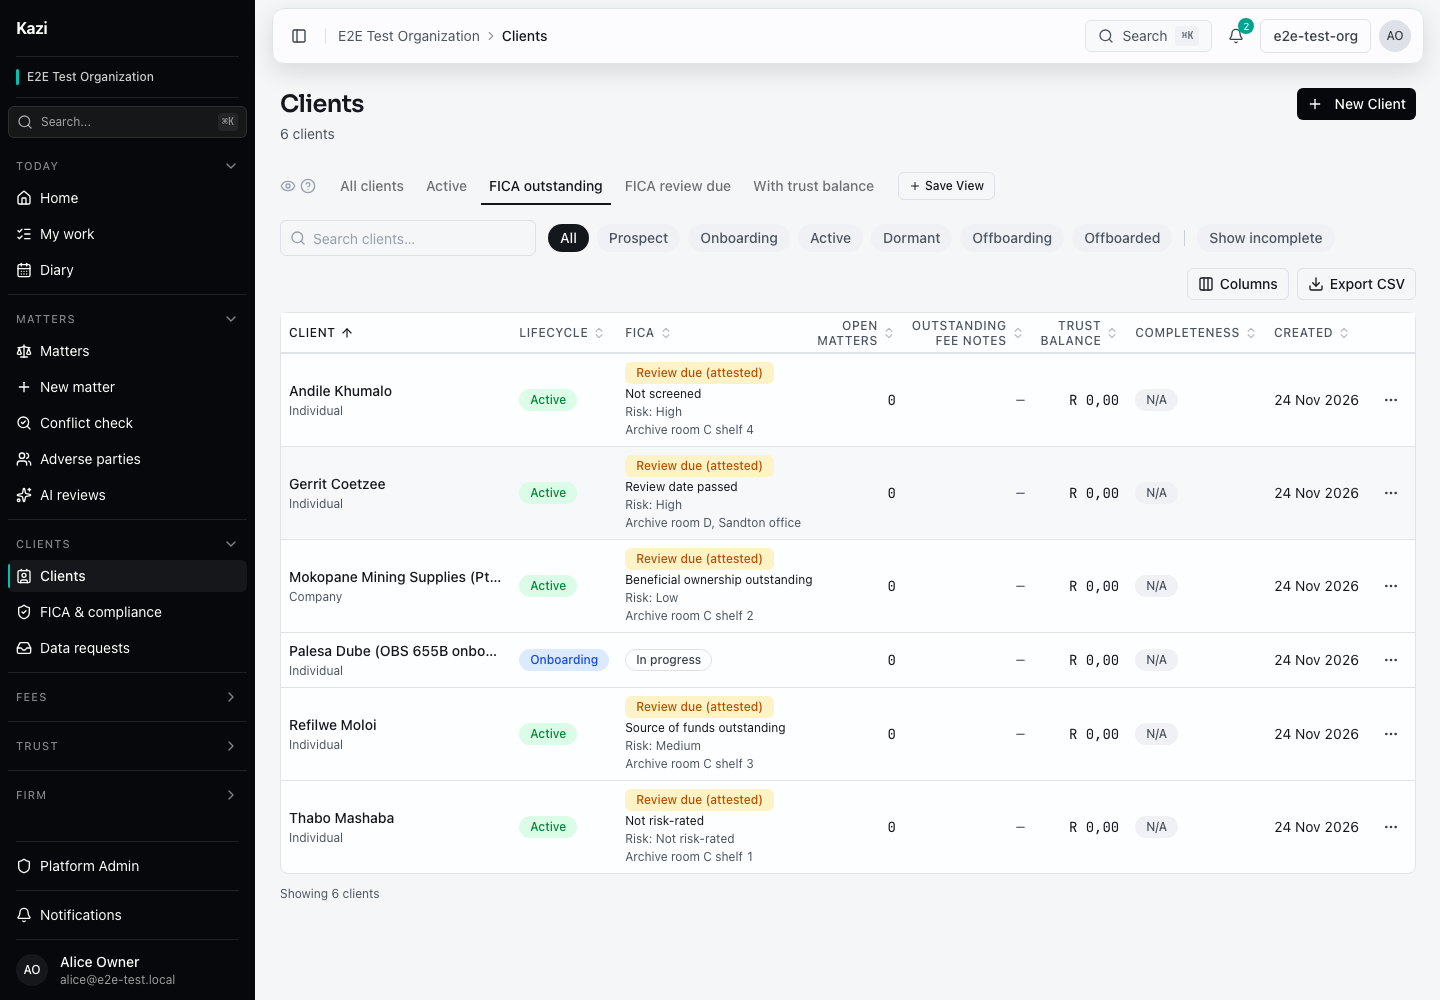 Kazi
E2E Test Organization
Search...
⌘K
TODAY
Home
My work
Diary
MATTERS
Matters
New matter
Conflict check
Adverse parties
AI reviews
CLIENTS
Clients
FICA & compliance
Data requests
FEES
TRUST
FIRM
Platform Admin
Notifications
AO
Alice Owner
alice@e2e-test.local
E2E Test Organization > Clients
Search ⌘K
2
e2e-test-org
AO
Clients
6 clients
+ New Client
All clients
Active
FICA outstanding
FICA review due
With trust balance
+ Save View
Search clients...
All
Prospect
Onboarding
Active
Dormant
Offboarding
Offboarded
Show incomplete
Columns
Export CSV
CLIENT
LIFECYCLE
FICA
OPEN
MATTERS
OUTSTANDING
FEE NOTES
TRUST
BALANCE
COMPLETENESS
CREATED
Andile Khumalo
Individual
Active
Review due (attested)
Not screened
Risk: High
Archive room C shelf 4
0
—
R 0,00
N/A
24 Nov 2026
Gerrit Coetzee
Individual
Active
Review due (attested)
Review date passed
Risk: High
Archive room D, Sandton office
0
—
R 0,00
N/A
24 Nov 2026
Mokopane Mining Supplies (Pt...
Company
Active
Review due (attested)
Beneficial ownership outstanding
Risk: Low
Archive room C shelf 2
0
—
R 0,00
N/A
24 Nov 2026
Palesa Dube (OBS 655B onbo...
Individual
Onboarding
In progress
0
—
R 0,00
N/A
24 Nov 2026
Refilwe Moloi
Individual
Active
Review due (attested)
Source of funds outstanding
Risk: Medium
Archive room C shelf 3
0
—
R 0,00
N/A
24 Nov 2026
Thabo Mashaba
Individual
Active
Review due (attested)
Not risk-rated
Risk: Not risk-rated
Archive room C shelf 1
0
—
R 0,00
N/A
24 Nov 2026
Showing 6 clients